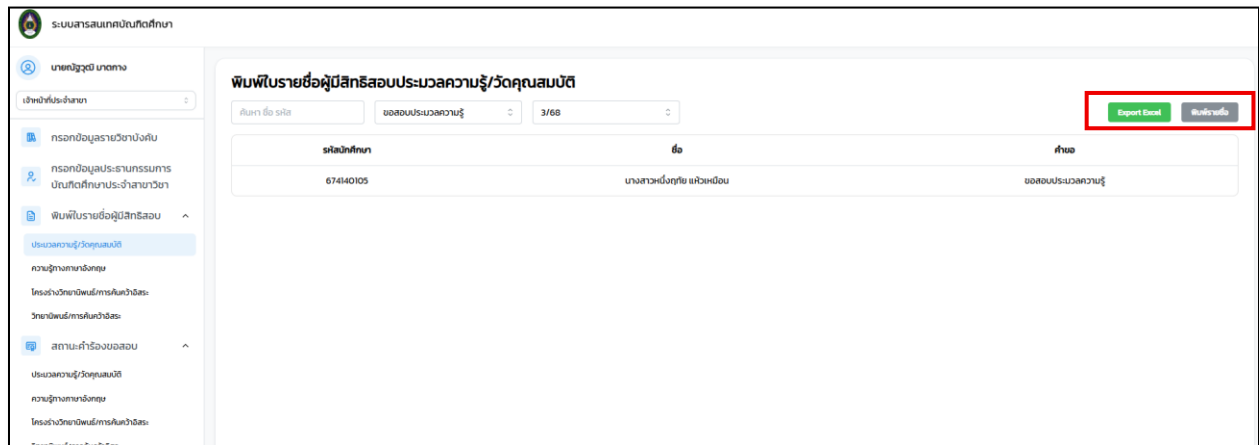 ระบบสารสนเทศบัณฑิตศึกษา
นายณัฐวุฒิ มาตกาง
เจ้าหน้าที่ประจำสาขา
กรอกข้อมูลรายวิชาบังคับ
กรอกข้อมูลประธานกรรมการ
บัณฑิตศึกษาประจำสาขาวิชา
พิมพ์ใบรายชื่อผู้มีสิทธิสอบ
ประมวลความรู้/วัดคุณสมบัติ
ความรู้ทางภาษาอังกฤษ
โครงร่างวิทยานิพนธ์/การค้นคว้าอิสระ
วิทยานิพนธ์/การค้นคว้าอิสระ
สถานะคำร้องขอสอบ
ประมวลความรู้/วัดคุณสมบัติ
ความรู้ทางภาษาอังกฤษ
โครงร่างวิทยานิพนธ์/การค้นคว้าอิสระ
พิมพ์ใบรายชื่อผู้มีสิทธิสอบประมวลความรู้/วัดคุณสมบัติ
ค้นหา ชื่อ รหัส ขอสอบประมวลความรู้ 3/68 Export Excel พิมพ์รายชื่อ
รหัสนักศึกษา ชื่อ คำขอ
674140105 นางสาวหนึ่งฤทัย แห้วเหมือน ขอสอบประมวลความรู้